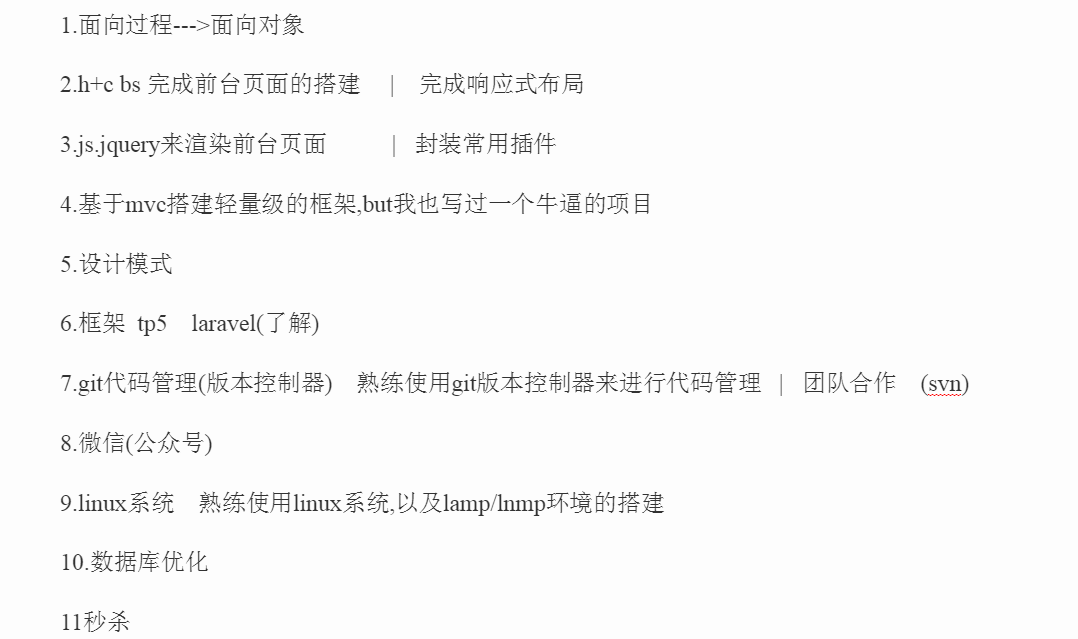 1.面向过程--->面向对象
2.h+c bs 完成前台页面的搭建 | 完成响应式布局
3.js.jquery来渲染前台页面 | 封装常用插件
4.基于mvc搭建轻量级的框架,but我也写过一个牛逼的项目
5.设计模式
6.框架 tp5 laravel(了解)
7.git代码管理(版本控制器) 熟练使用git版本控制器来进行代码管理 | 团队合作 (svn)
8.微信(公众号)
9.linux系统 熟练使用linux系统,以及lamp/lnmp环境的搭建
10.数据库优化
11秒杀